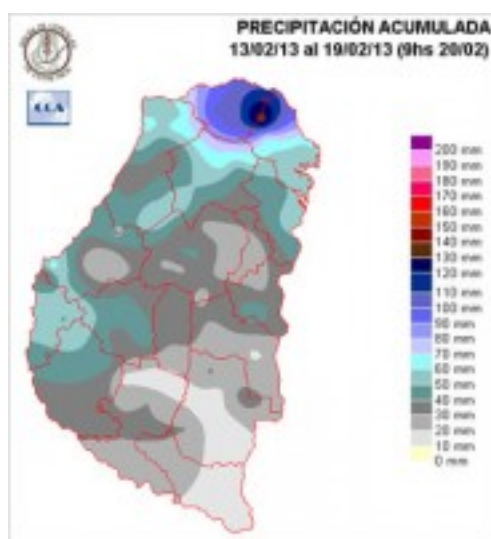 PRECIPITACIÓN ACUMULADA
13/02/13 al 19/02/13 (9hs 20/02)
200 mm
190 mm
180 mm
170 mm
160 mm
150 mm
140 mm
130 mm
120 mm
110 mm
100 mm
90 mm
80 mm
70 mm
60 mm
50 mm
40 mm
30 mm
20 mm
10 mm
0 mm